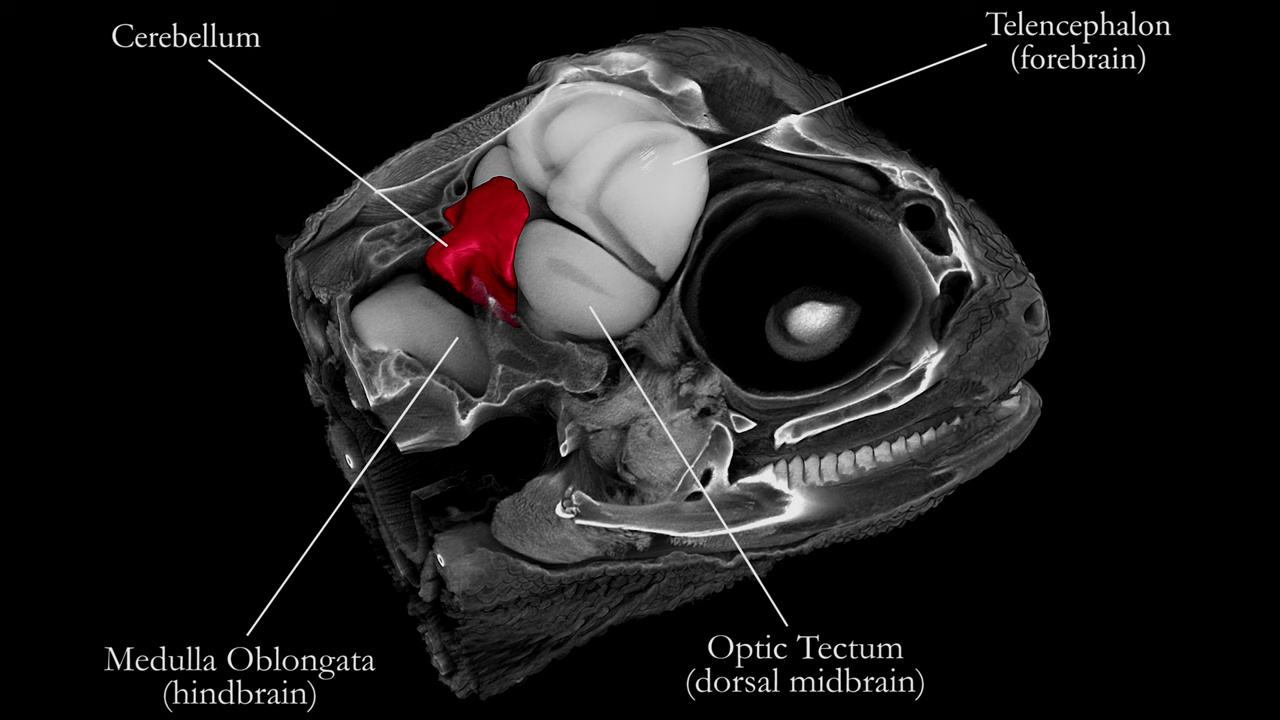 Cerebellum
Telencephalon
(forebrain)
Medulla Oblongata
(hindbrain)
Optic Tectum
(dorsal midbrain)